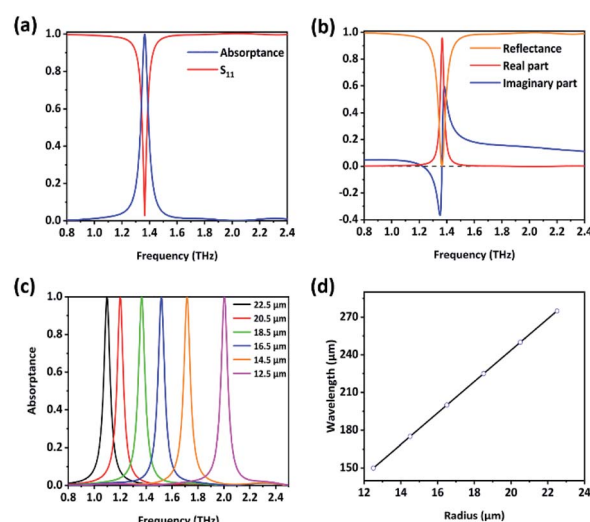 (a)
1.0
0.8
0.6
0.4
0.2
0.0
Absorptance
S11
0.8 1.0 1.2 1.4 1.6 1.8 2.0 2.2 2.4
Frequency (THz)
(b)
1.0
0.8
0.6
0.4
0.2
0.0
-0.2
-0.4
Reflectance
Real part
Imaginary part
0.8 1.0 1.2 1.4 1.6 1.8 2.0 2.2 2.4
Frequency (THz)
(c)
Absorptance
1.0
0.8
0.6
0.4
0.2
0.0
22.5 μm
20.5 μm
18.5 μm
16.5 μm
14.5 μm
12.5 μm
0.8 1.0 1.2 1.4 1.6 1.8 2.0 2.2 2.4
Frequency (THz)
(d)
Wavelength (μm)
270
240
210
180
150
12 14 16 18 20 22 24
Radius (μm)